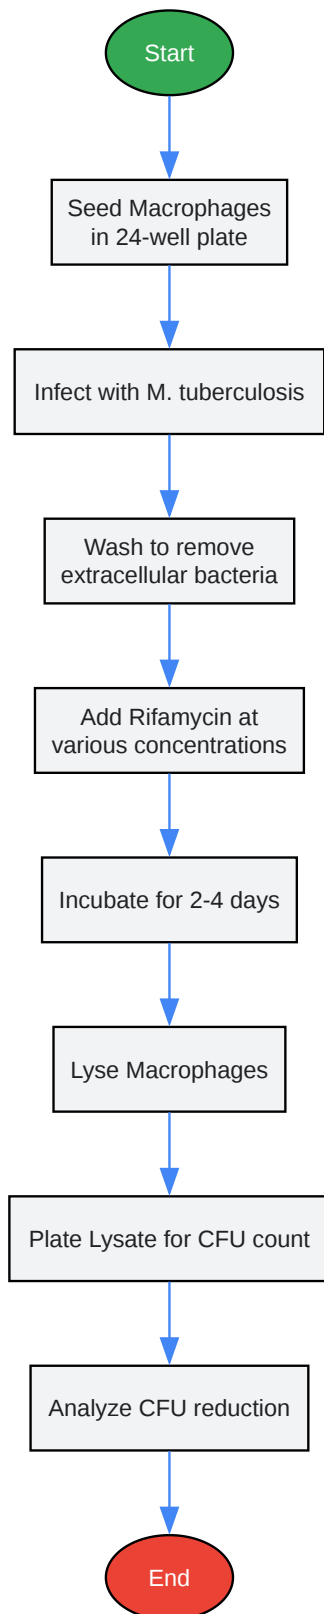 Start
Seed Macrophages
in 24-well plate
Infect with M. tuberculosis
Wash to remove
extracellular bacteria
Add Rifamycin at
various concentrations
Incubate for 2-4 days
Lyse Macrophages
Plate Lysate for CFU count
Analyze CFU reduction
End